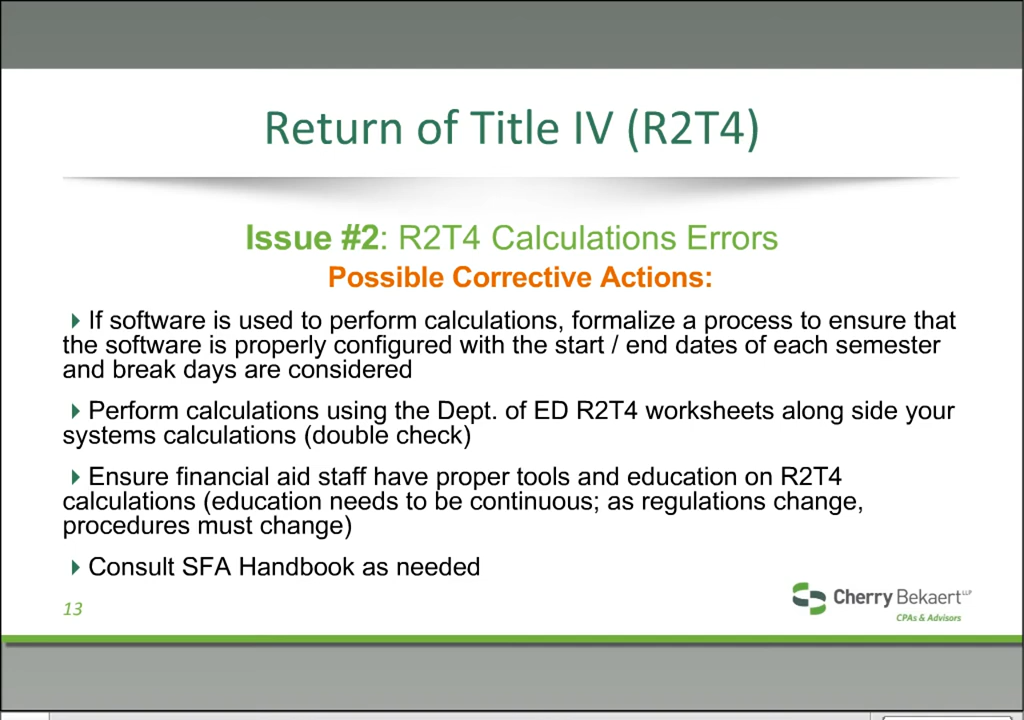 Return of Title IV (R2T4)
Issue #2: R2T4 Calculations Errors
Possible Corrective Actions:
If software is used to perform calculations, formalize a process to ensure that
the software is properly configured with the start / end dates of each semester
and break days are considered
Perform calculations using the Dept. of ED R2T4 worksheets along side your
systems calculations (double check)
Ensure financial aid staff have proper tools and education on R2T4
calculations (education needs to be continuous; as regulations change,
procedures must change)
Consult SFA Handbook as needed
13
Cherry Bekaert LLP
CPAs & Advisors